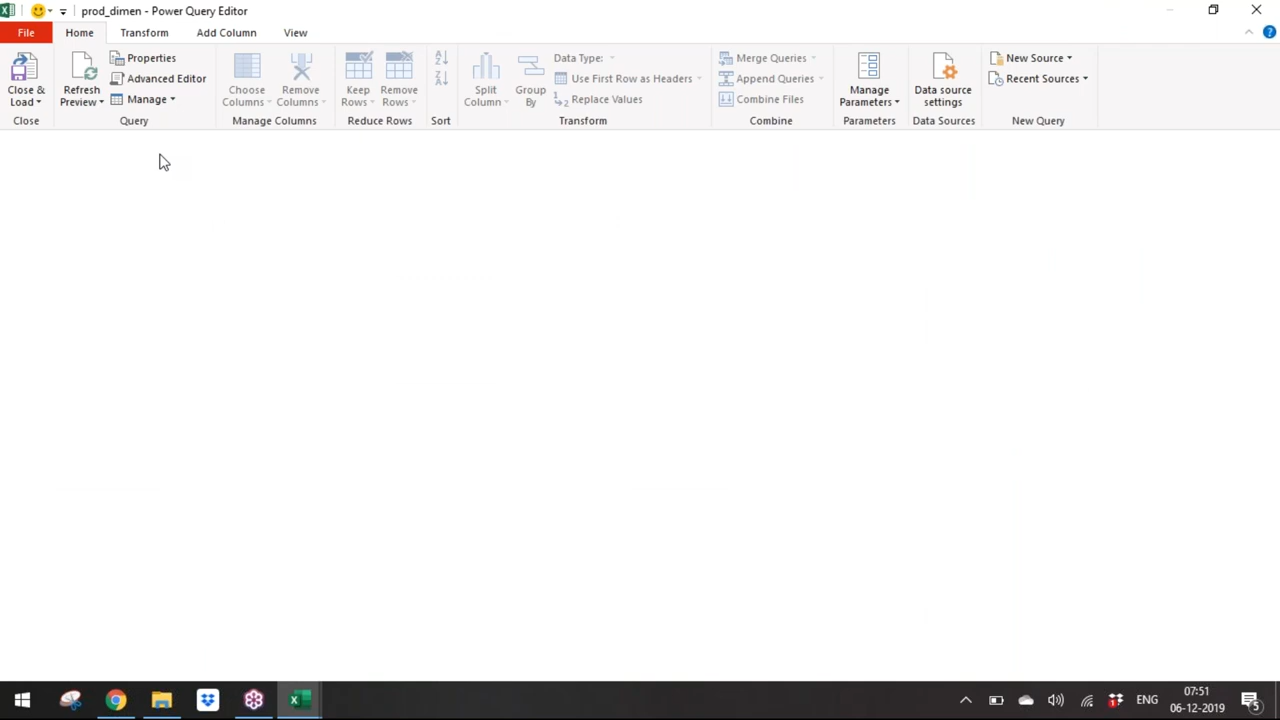 prod_dimen - Power Query Editor
File Home Transform Add Column View
Close & Load
Refresh Preview
Properties
Advanced Editor
Manage
Choose Columns
Remove Columns
Keep Rows
Remove Rows
Split Column
Group By
Data Type:
Use First Row as Headers
Replace Values
Merge Queries
Append Queries
Combine Files
Manage Parameters
Data source settings
New Source
Recent Sources
Close Query Manage Columns Reduce Rows Sort Transform Combine Parameters Data Sources New Query
ENG
07:51
06-12-2019
5